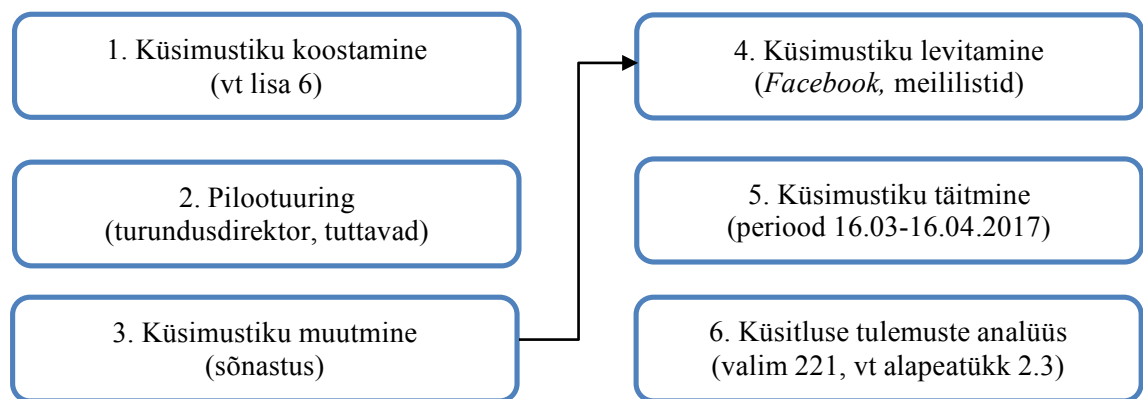 1. Küsimustiku koostamine
(vt lisa 6)
2. Pilootuuring
(turundusdirektor, tuttavad)
3. Küsimustiku muutmine
(sõnastus)
4. Küsimustiku levitamine
(Facebook, meililistid)
5. Küsimustiku täitmine
(periood 16.03-16.04.2017)
6. Küsitluse tulemuste analüüs
(valim 221, vt alapeatükk 2.3)